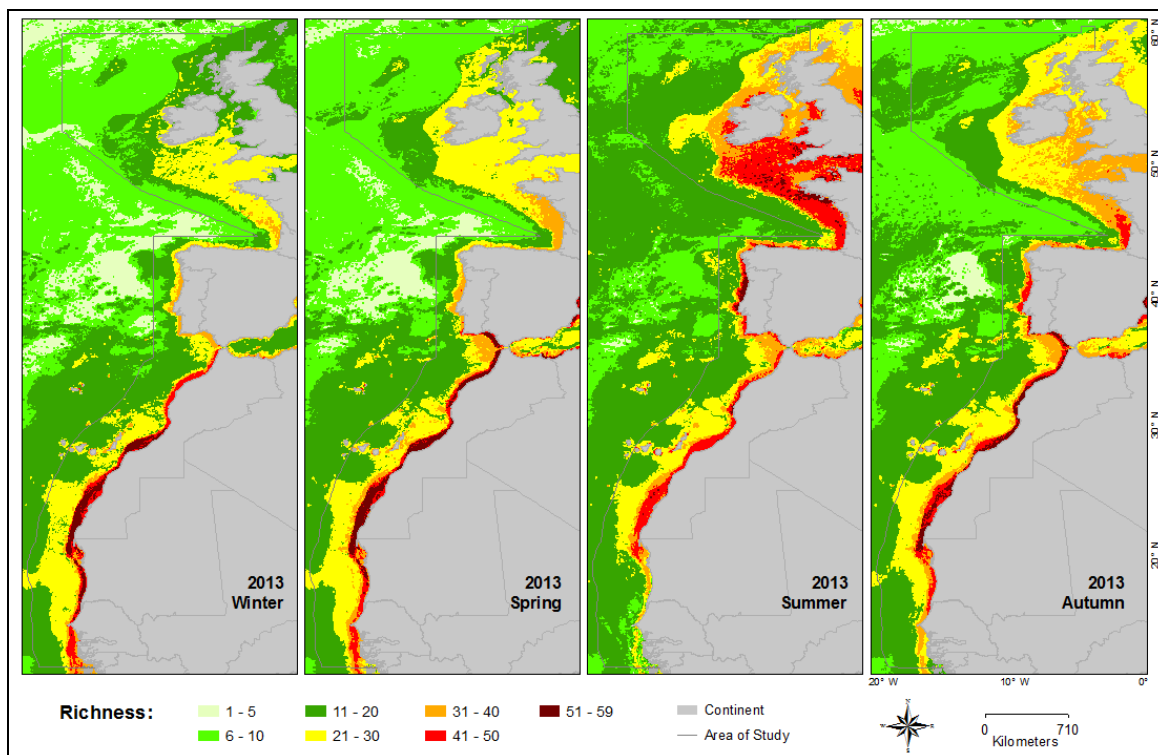 2013
Winter
2013
Spring
2013
Summer
2013
Autumn
60° N
50° N
40° N
30° N
20° N
20° W
10° W
0°
Richness:
1 - 5
11 - 20
31 - 40
51 - 59
Continent
6 - 10
21 - 30
41 - 50
Area of Study
N
E
S
W
0
710
Kilometers